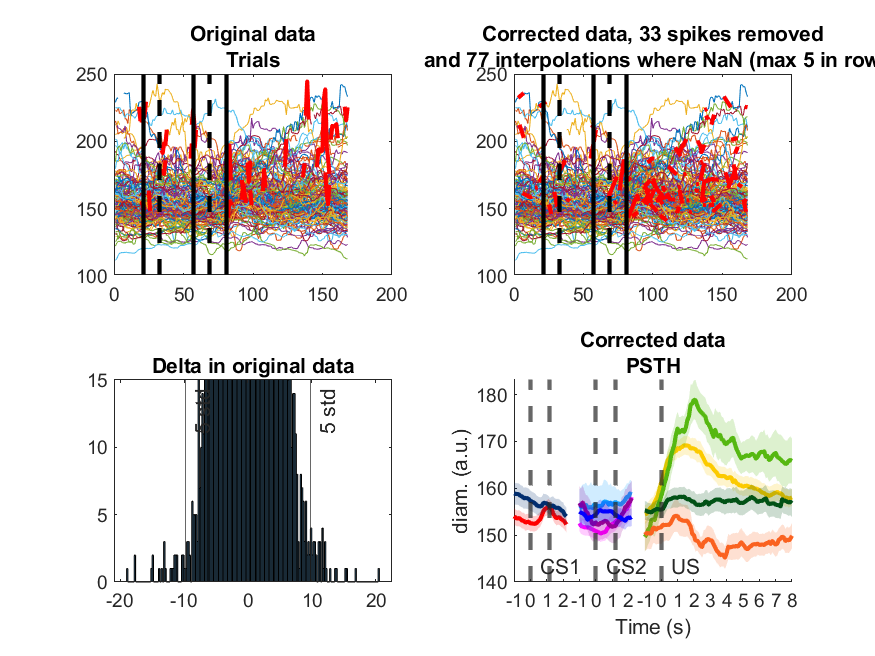 Original data
Trials
250
200
150
100
0 50 100 150 200
Corrected data, 33 spikes removed
and 77 interpolations where NaN (max 5 in row
250
200
150
100
0 50 100 150 200
Delta in original data
15
10
5
0
5 std
5 std
-20 -10 0 10 20
Corrected data
PSTH
diam. (a.u.)
180
170
160
150
140
CS1 CS2 US
-1 0 1 2 -1 0 1 2 -1 0 1 2 3 4 5 6 7 8
Time (s)